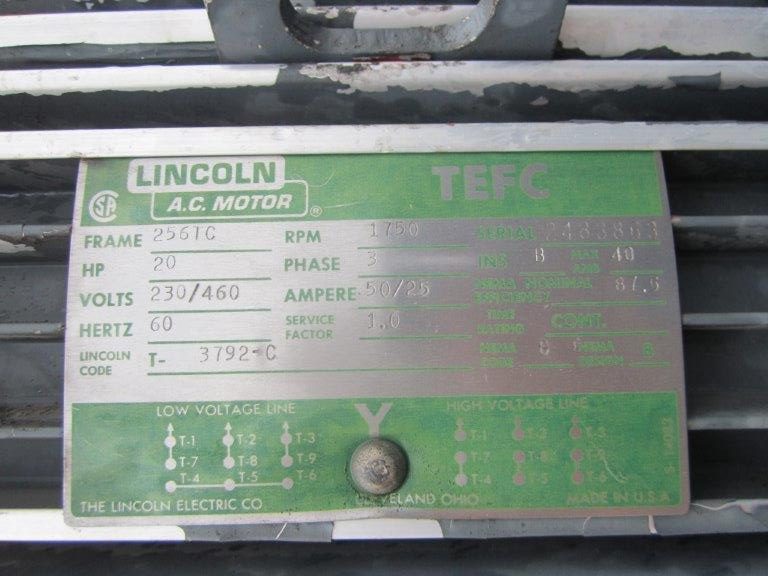 LINCOLN TEFC
A.C. MOTOR ®
FRAME 256TC RPM 1750 SERIAL 2483863
HP 20 PHASE 3 INS B MAX AMB 40
VOLTS 230/460 AMPERE 50/25 NEMA NOMINAL EFFICIENCY 87.5
HERTZ 60 SERVICE FACTOR 1.0 TIME RATING CONT.
LINCOLN CODE T- 3792-C NEMA CODE NEMA DESIGN B
LOW VOLTAGE LINE Y HIGH VOLTAGE LINE
T-1 T-2 T-3 T-1 T-2 T-3
T-7 T-8 T-9 T-7 T-8 T-9
T-4 T-5 T-6 T-4 T-5 T-6
THE LINCOLN ELECTRIC CO. CLEVELAND OHIO MADE IN U.S.A.